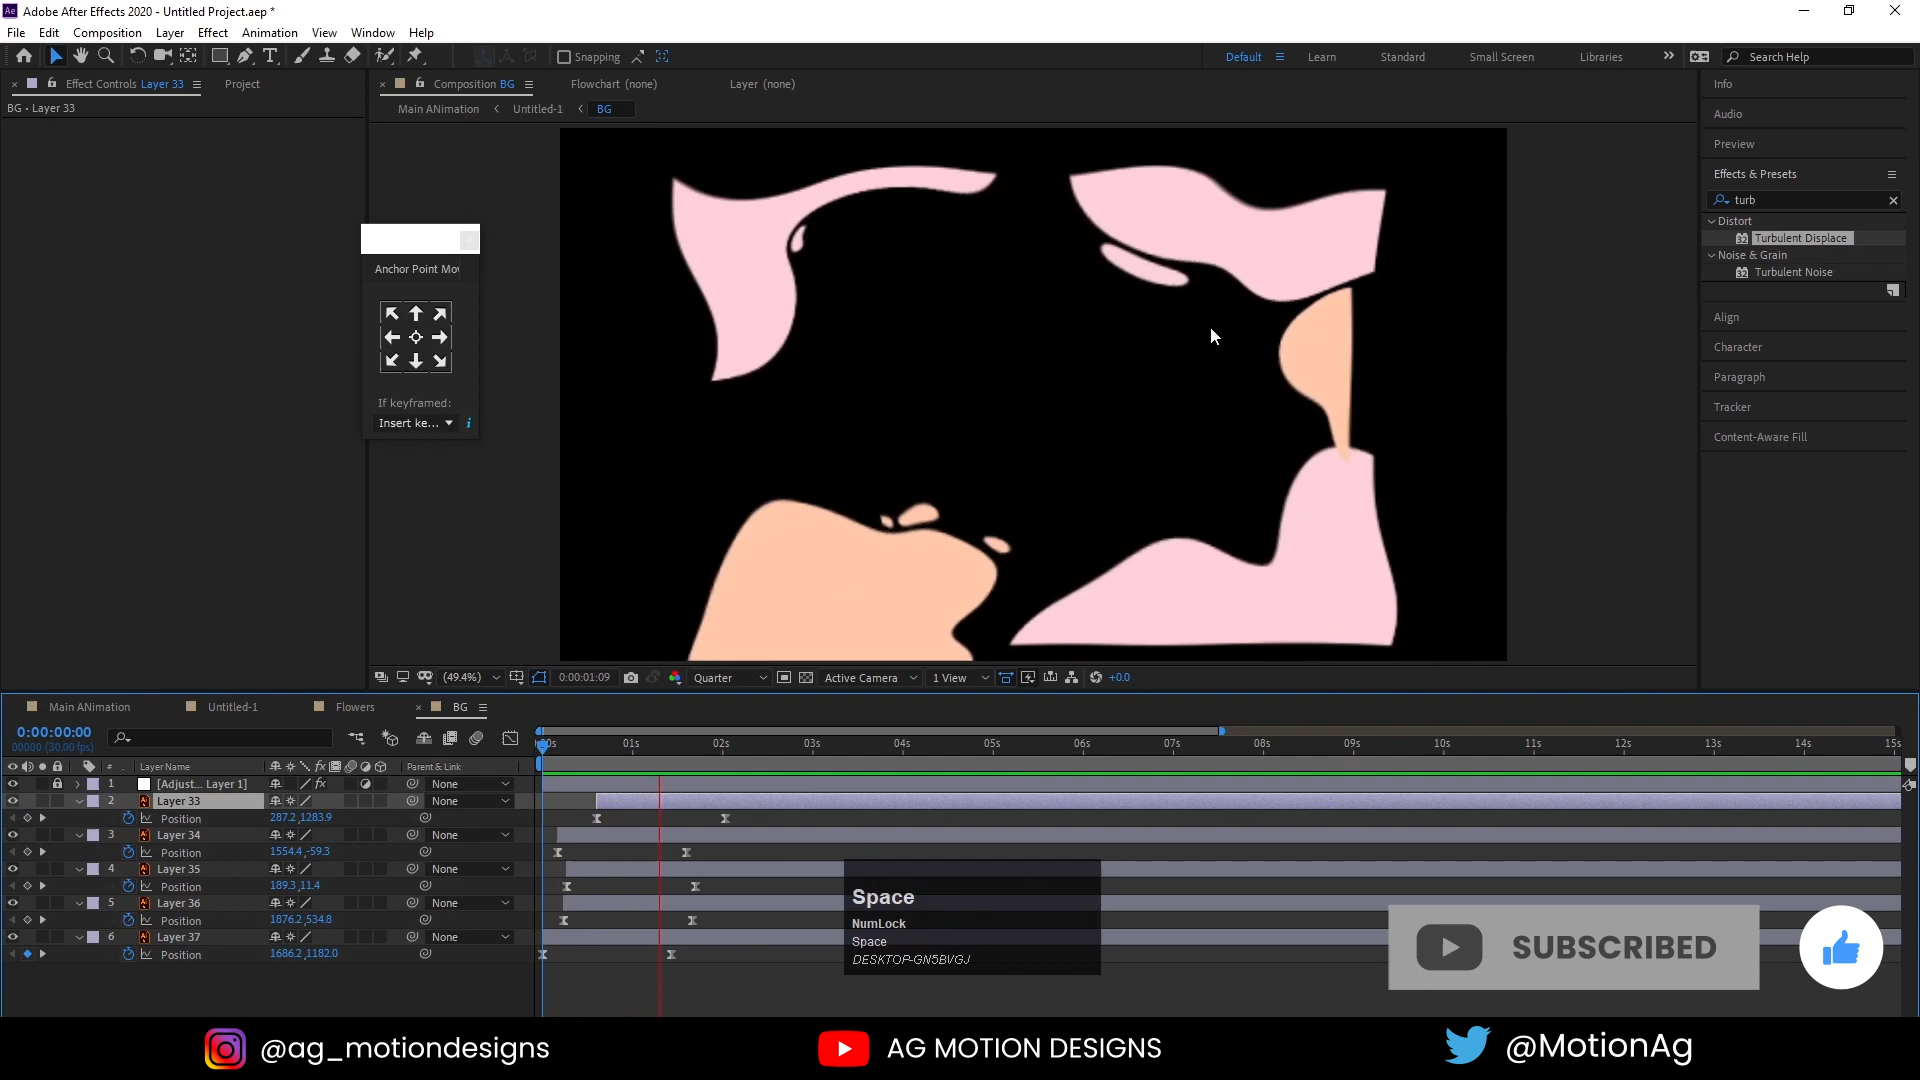 Ae Adobe After Effects 2020 - Untitled Project.aep *
File Edit Composition Layer Effect Animation View Window Help
Snapping
Default Learn Standard Small Screen Libraries Search Help
Effect Controls Layer 33 Project
BG • Layer 33
Composition BG Flowchart (none) Layer (none)
Main ANimation Untitled-1 BG
Info
Audio
Preview
Effects & Presets
turb
Distort
32 Turbulent Displace
Noise & Grain
32 Turbulent Noise
Align
Character
Paragraph
Tracker
Content-Aware Fill
Anchor Point Mov
If keyframed:
Insert ke...
(49.4%) 0:00:01:09 Quarter Active Camera 1 View +0.0
Main ANimation Untitled-1 Flowers BG
0:00:00:00
00000 (30.00 fps)
01s 02s 03s 04s 05s 06s 07s 08s 09s 10s 11s 12s 13s 14s 15s
# Layer Name Parent & Link
1 [Adjust... Layer 1] None
2 Layer 33 None
Position 287.2,1283.9
3 Layer 34 None
Position 1554.4,-59.3
4 Layer 35 None
Position 189.3,11.4
5 Layer 36 None
Position 1876.2,534.8
6 Layer 37 None
Position 1686.2,1182.0
Space
NumLock
Space
DESKTOP-GN5BVGJ
SUBSCRIBED
@ag_motiondesigns AG MOTION DESIGNS @MotionAg